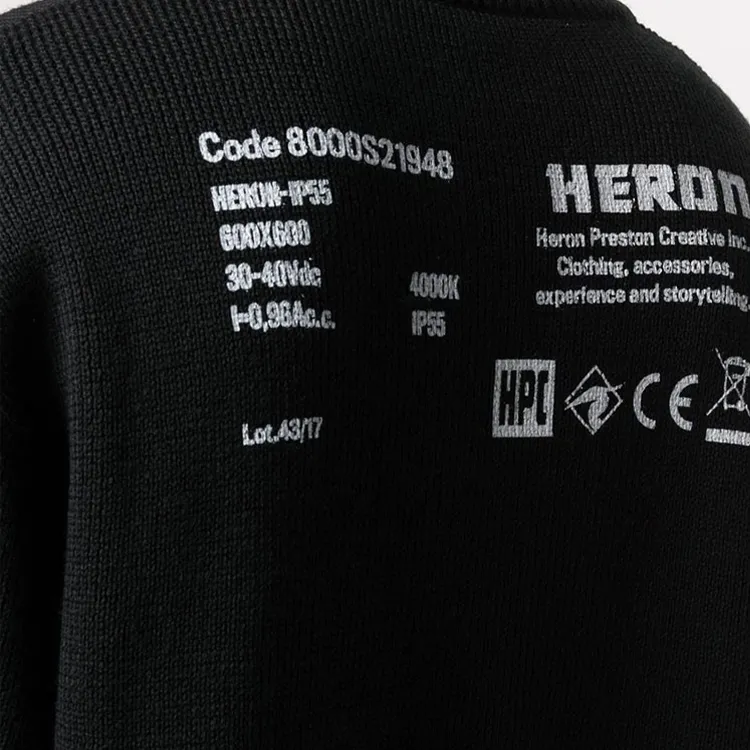 Code 8000S21948
HERON-IP55
600X600
30-40Vdc
I=0,96Ac.c.
4000K
IP55
Lot.43/17
HERON
Heron Preston Creative Inc.
Clothing, accessories,
experience and storytelling.
HPC
CE